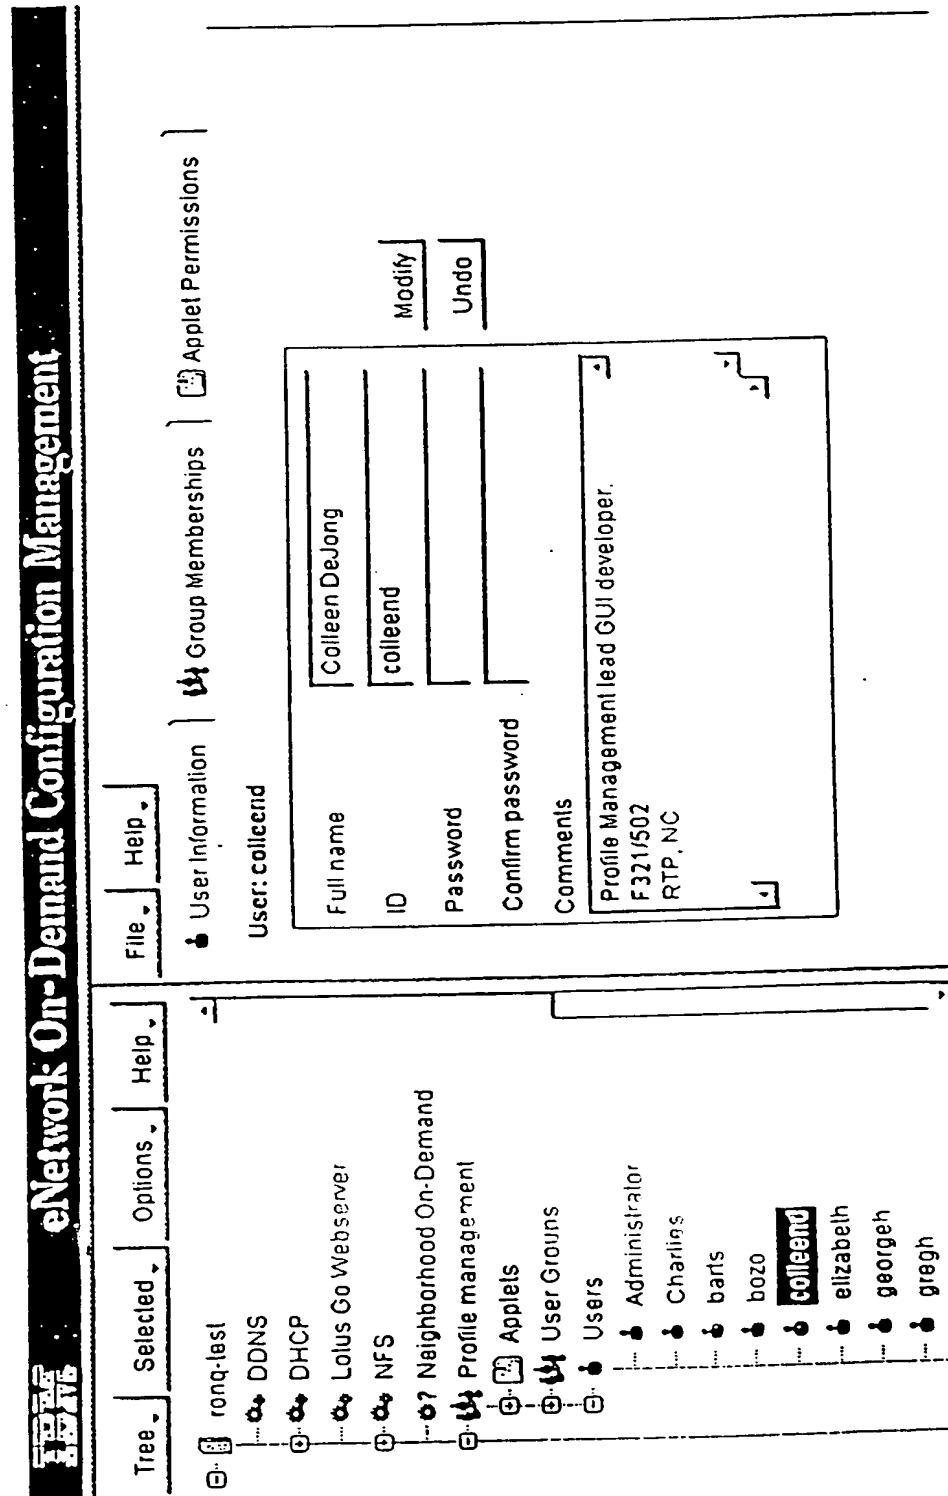 IBM eNetwork On-Demand Configuration Management
Tree Selected Options Help
ronq-test
DDNS
DHCP
Lotus Go Webserver
NFS
Neighborhood On-Demand
Profile management
Applets
User Groups
Users
Administrator
Charlies
barts
bozo
colleend
elizabeth
georgeh
gregh
File Help
User Information Group Memberships Applet Permissions
User: colleend
Full name Colleen DeJong
ID colleend
Modify
Password
Undo
Confirm password
Comments
Profile Management lead GUI developer.
F321/502
RTP, NC